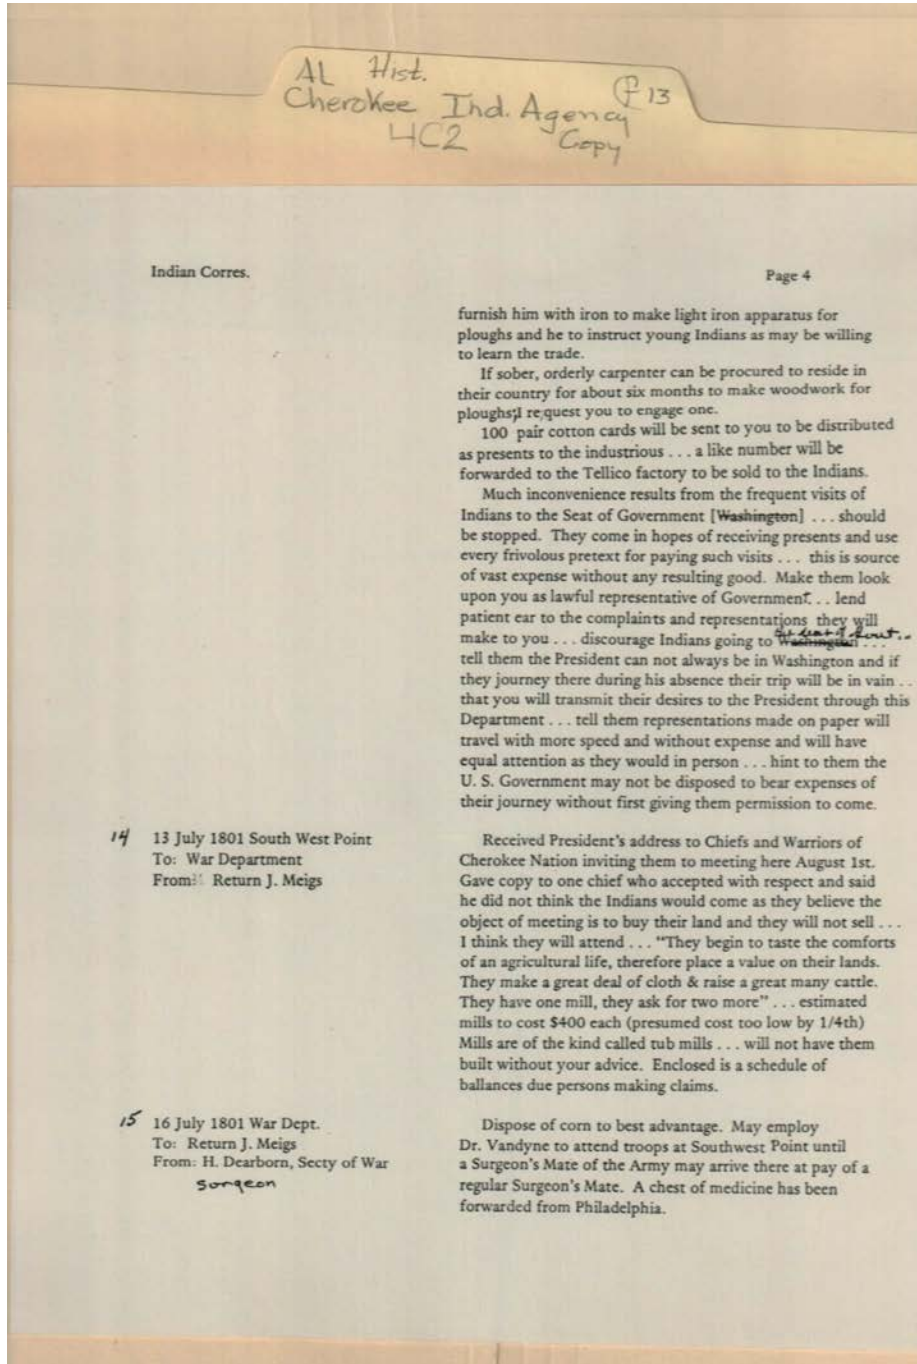 AL Hist. f 13
Cherokee Ind. Agency
4C2 Copy
Indian Corres.
Page 4
furnish him with iron to make light iron apparatus for
ploughs and he to instruct young Indians as may be willing
to learn the trade.
If sober, orderly carpenter can be procured to reside in
their country for about six months to make woodwork for
ploughs;I request you to engage one.
100 pair cotton cards will be sent to you to be distributed
as presents to the industrious . . . a like number will be
forwarded to the Tellico factory to be sold to the Indians.
Much inconvenience results from the frequent visits of
Indians to the Seat of Government [Washington] . . . should
be stopped. They come in hopes of receiving presents and use
every frivolous pretext for paying such visits . . . this is source
of vast expense without any resulting good. Make them look
upon you as lawful representative of Government . . . lend
patient ear to the complaints and representations they will
the seat of Govt...
make to you . . . discourage Indians going to Washington . . .
tell them the President can not always be in Washington and if
they journey there during his absence their trip will be in vain . .
that you will transmit their desires to the President through this
Department . . . tell them representations made on paper will
travel with more speed and without expense and will have
equal attention as they would in person . . . hint to them the
U. S. Government may not be disposed to bear expenses of
their journey without first giving them permission to come.
14 13 July 1801 South West Point
To: War Department
From: Return J. Meigs
Received President's address to Chiefs and Warriors of
Cherokee Nation inviting them to meeting here August 1st.
Gave copy to one chief who accepted with respect and said
he did not think the Indians would come as they believe the
object of meeting is to buy their land and they will not sell . . .
I think they will attend . . . "They begin to taste the comforts
of an agricultural life, therefore place a value on their lands.
They make a great deal of cloth & raise a great many cattle.
They have one mill, they ask for two more" . . . estimated
mills to cost $400 each (presumed cost too low by 1/4th)
Mills are of the kind called tub mills . . . will not have them
built without your advice. Enclosed is a schedule of
ballances due persons making claims.
15 16 July 1801 War Dept.
To: Return J. Meigs
From: H. Dearborn, Secty of War
Sorgeon
Dispose of corn to best advantage. May employ
Dr. Vandyne to attend troops at Southwest Point until
a Surgeon's Mate of the Army may arrive there at pay of a
regular Surgeon's Mate. A chest of medicine has been
forwarded from Philadelphia.